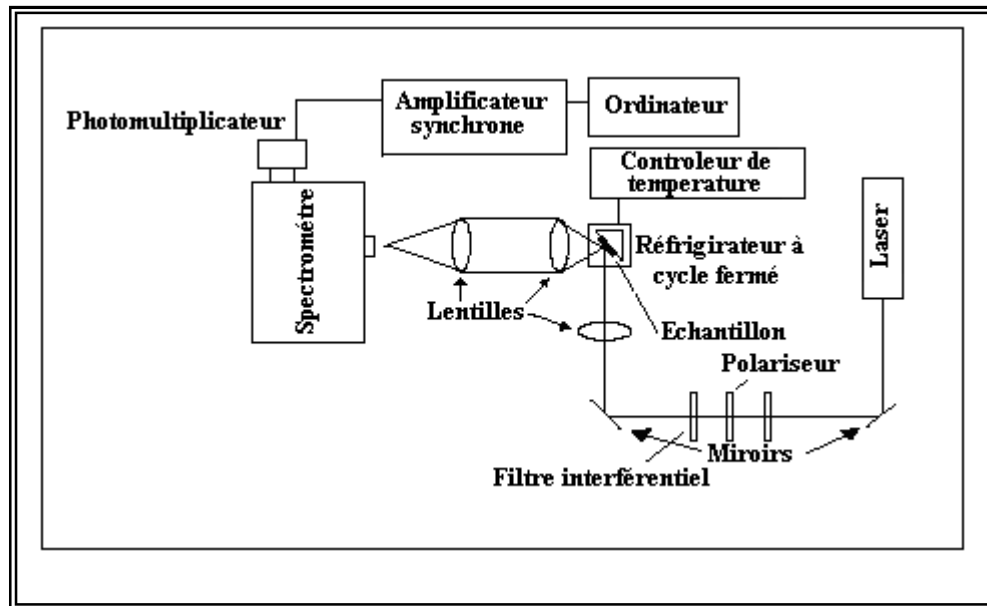 Amplificateur
synchrone
Ordinateur
Photomultiplicateur
Controleur de
temperature
Laser
Spectrométre
Réfrigirateur à
cycle fermé
Lentilles
Echantillon
Polariseur
Miroirs
Filtre interférentiel